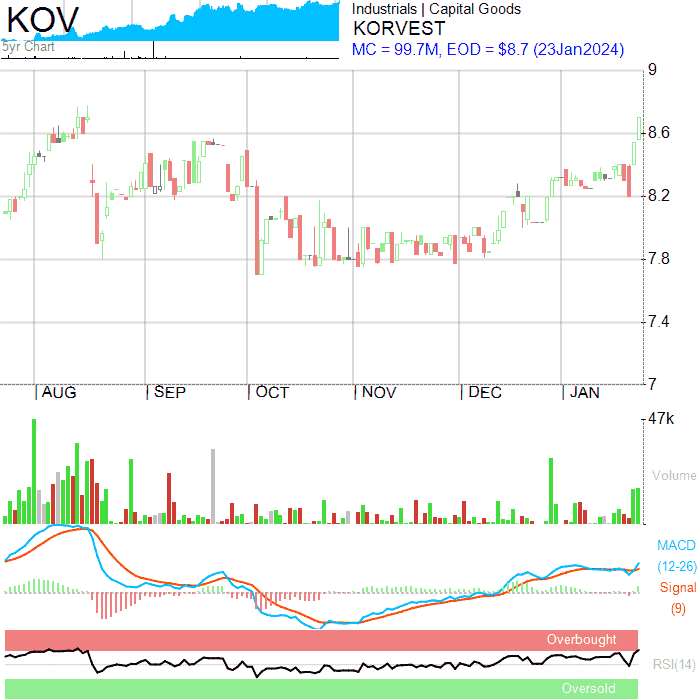 KOV
5yr Chart
Industrials | Capital Goods
KORVEST
MC = 99.7M, EOD = $8.7 (23Jan2024)
9
8.6
8.2
7.8
7.4
7
AUG SEP OCT NOV DEC JAN
47k
Volume
MACD
(12-26)
Signal
(9)
Overbought
RSI(14)
Oversold